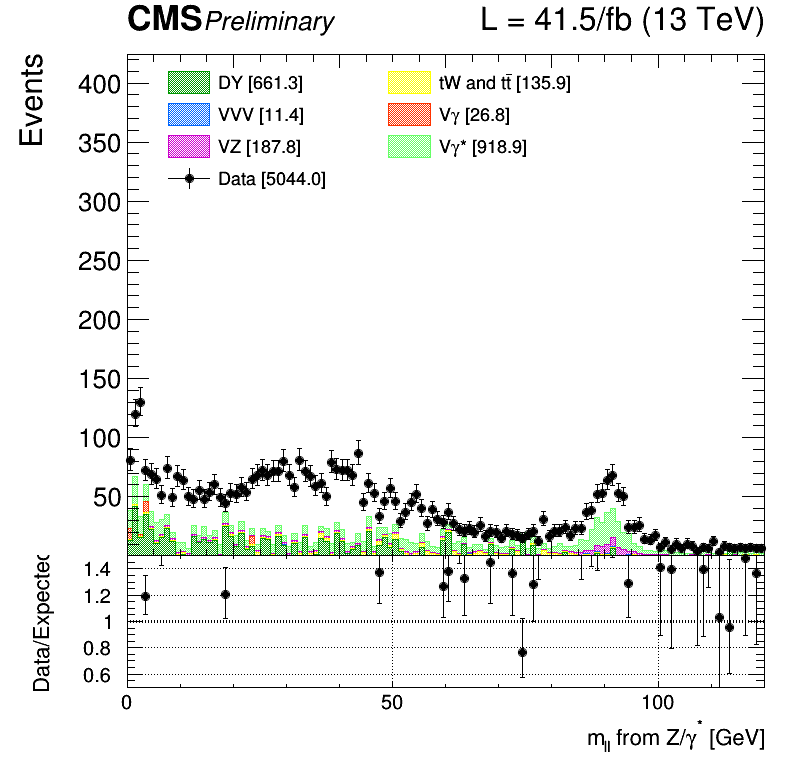 CMS Preliminary L = 41.5/fb (13 TeV)
Events
400
350
300
250
200
150
100
50
DY [661.3]
tW and tt̄ [135.9]
VVV [11.4]
Vγ [26.8]
VZ [187.8]
Vγ* [918.9]
Data [5044.0]
Data/Expected
1.4
1.2
1
0.8
0.6
0 50 100
m_ll from Z/γ* [GeV]